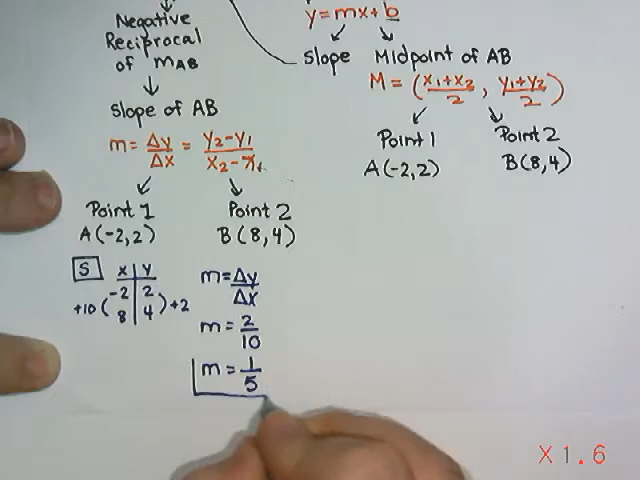 y=mx+b
Negative
Reciprocal
of mAB
Slope
Midpoint of AB
M = (x1+x2/2, y1+y2/2)
Slope of AB
m = Δy/Δx = y2-y1/x2-x1
Point 1
A(-2,2)
Point 2
B(8,4)
Point 1
A(-2,2)
Point 2
B(8,4)
S
x | y
-2 | 2
8 | 4
+10
+2
m = Δy/Δx
m = 2/10
m = 1/5
X1.6